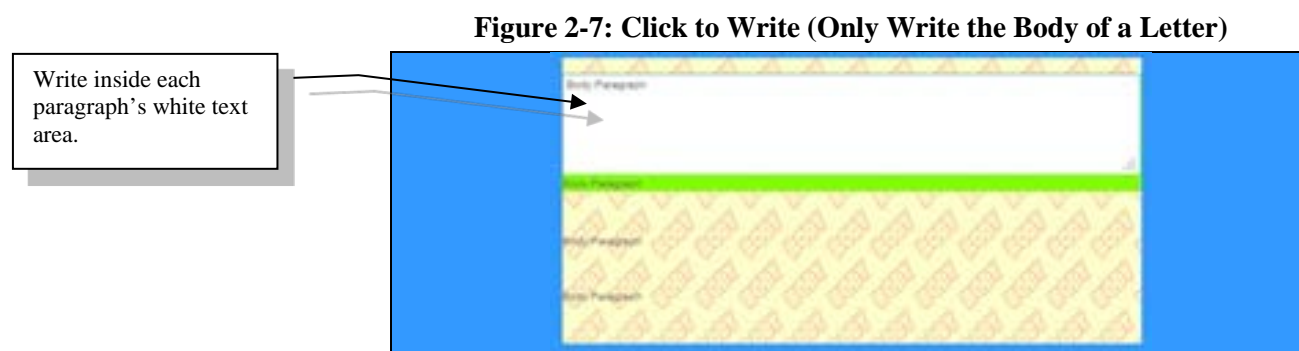 Figure 2-7: Click to Write (Only Write the Body of a Letter)
Write inside each
paragraph's white text
area.
Body Paragraph
Body Paragraph
Body Paragraph
Body Paragraph